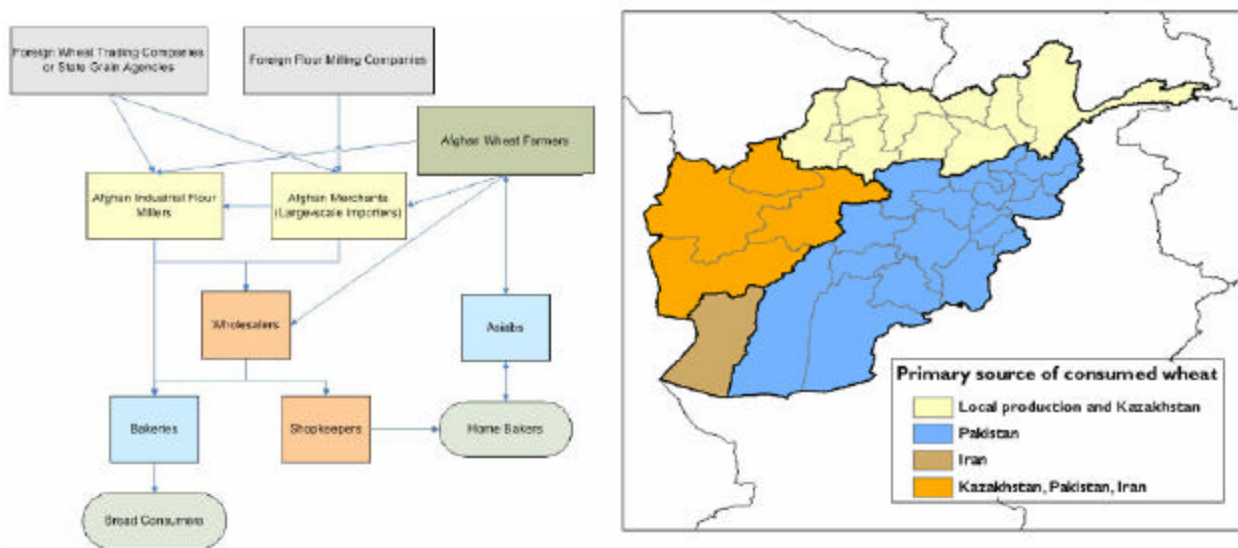 Foreign Wheat Trading Companies
or State Grain Agencies
Foreign Flour Milling Companies
Afghan Wheat Farmers
Afghan Industrial Flour
Millers
Afghan Merchants
(Large-scale Importers)
Wholesalers
Asiabs
Bakeries
Shopkeepers
Home Bakers
Bread Consumers
Primary source of consumed wheat
Local production and Kazakhstan
Pakistan
Iran
Kazakhstan, Pakistan, Iran